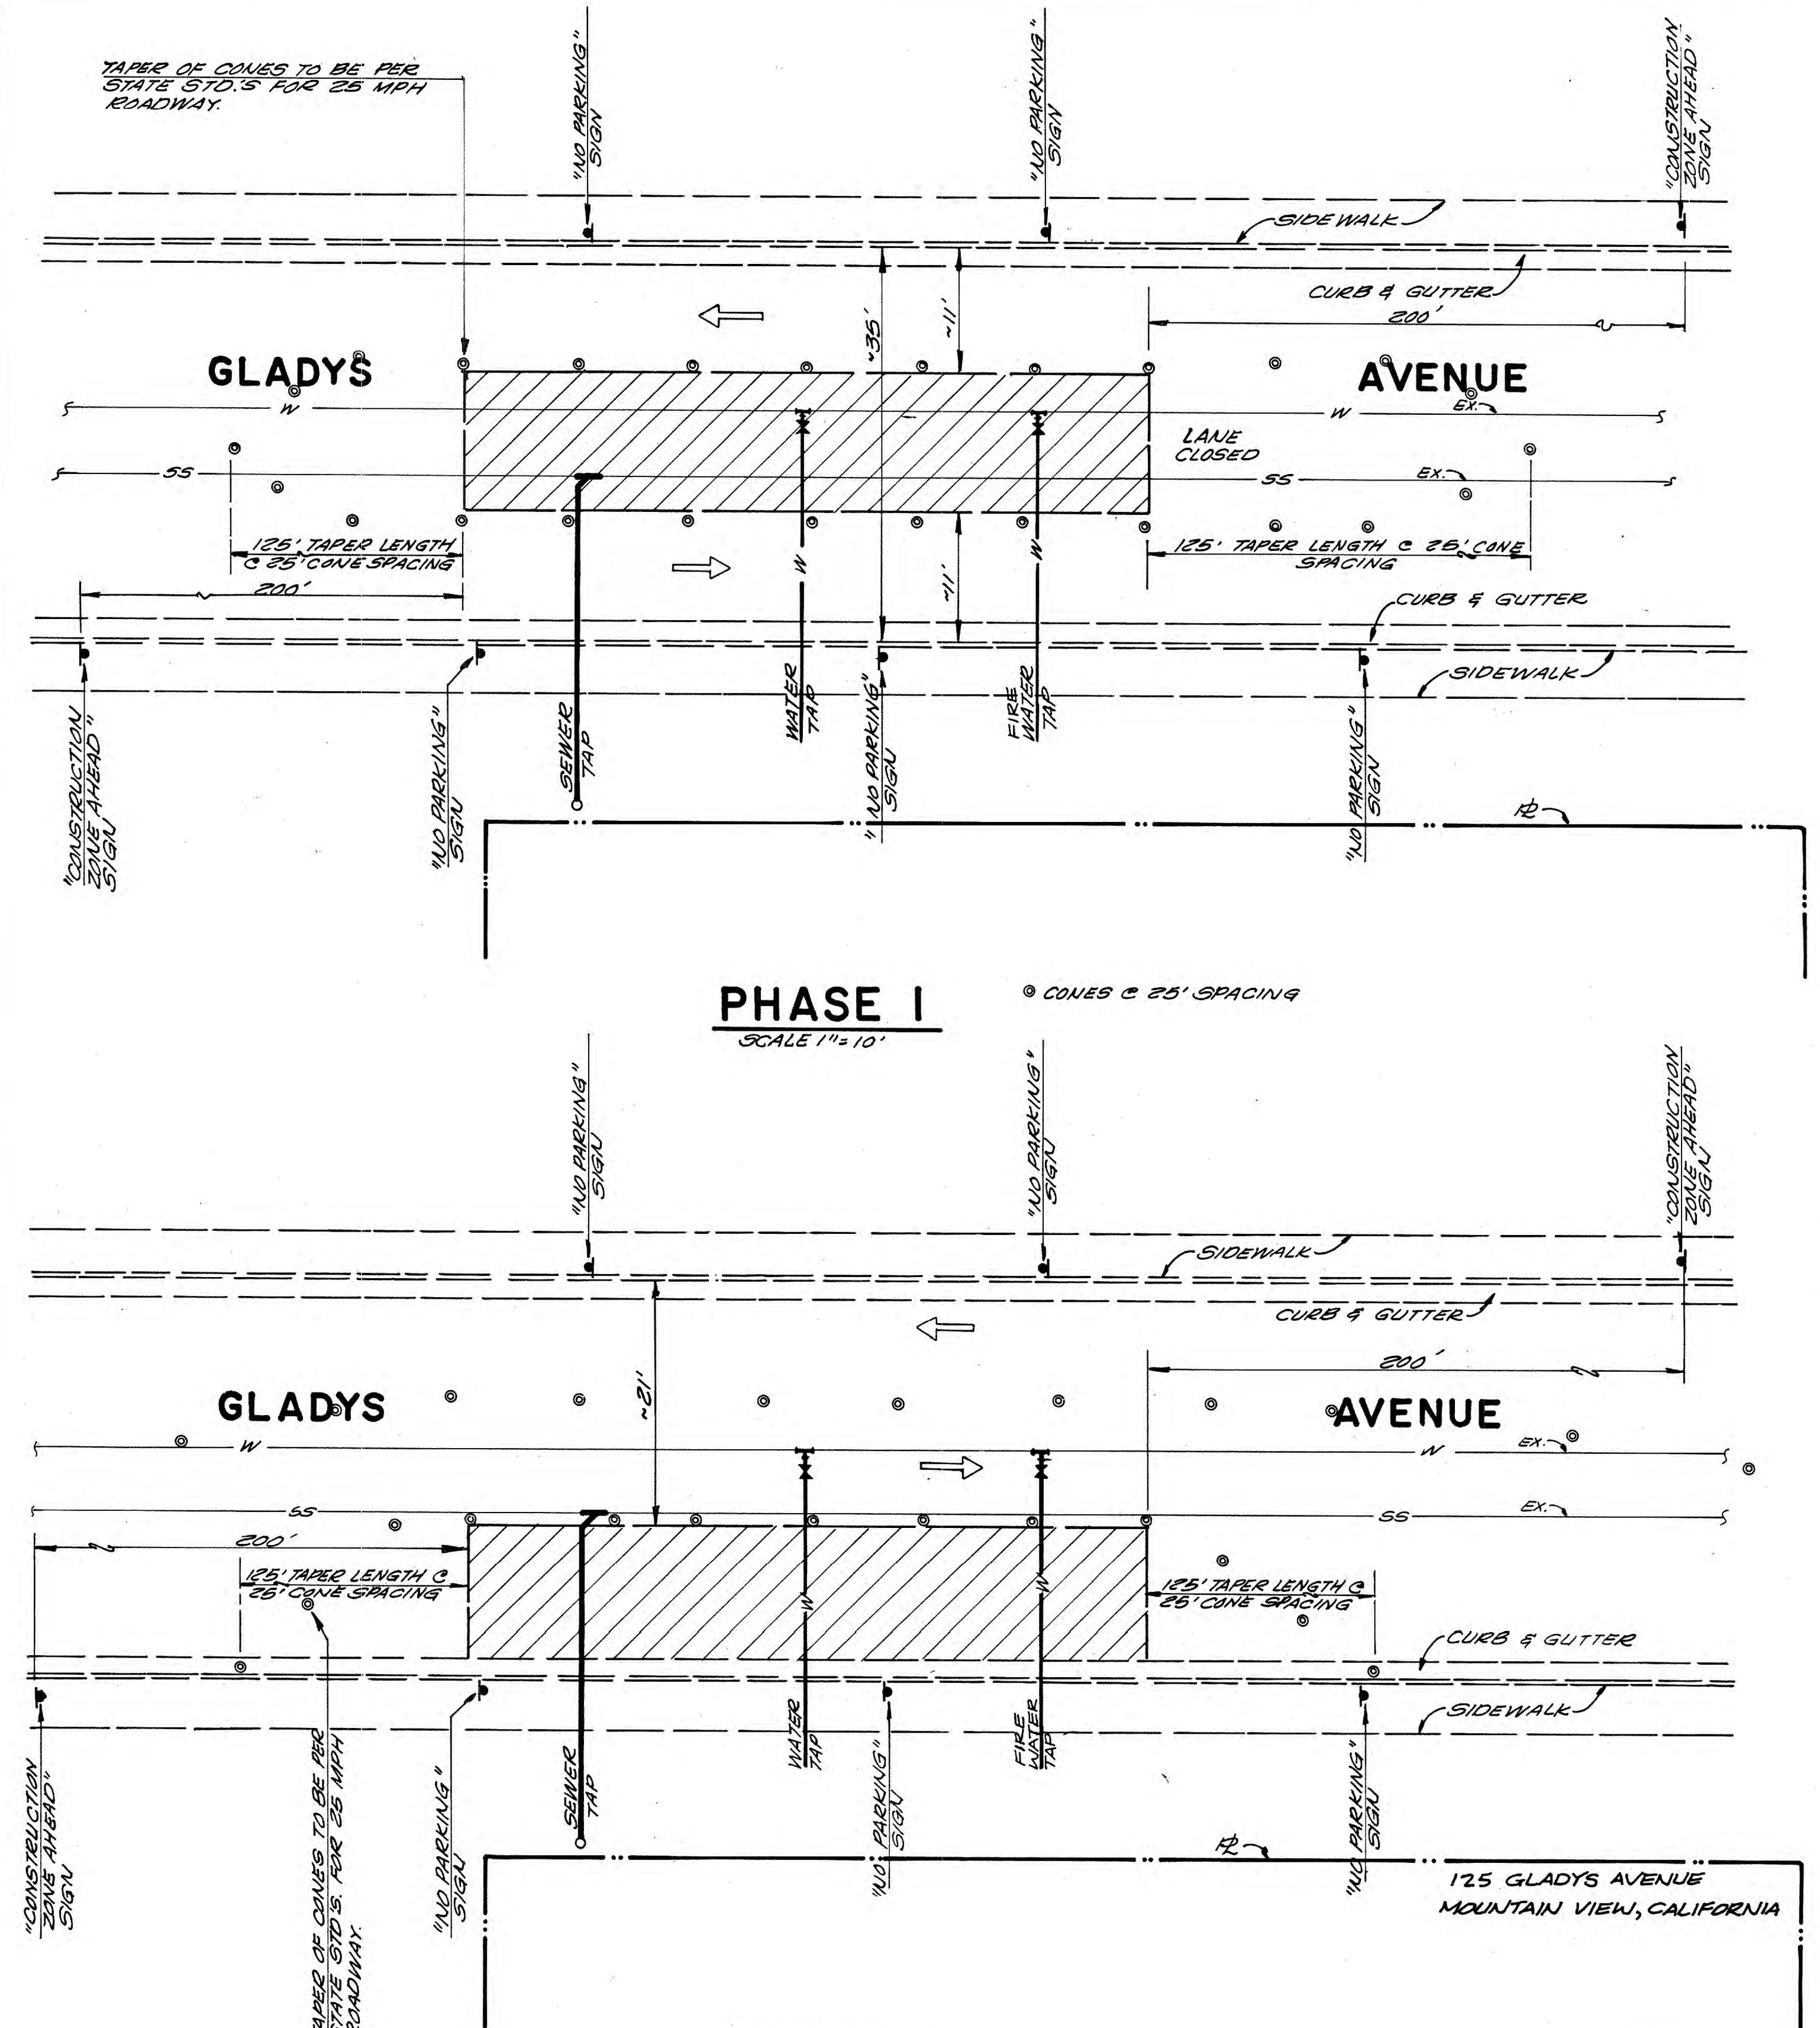 TAPER OF CONES TO BE PER
STATE STD.'S FOR 25 MPH
ROADWAY.
"NO PARKING"
SIGN
"NO PARKING"
SIGN
"CONSTRUCTION
ZONE AHEAD"
SIGN
SIDEWALK
CURB & GUTTER
200'
~35'
~11'
GLADYS
AVENUE
W
W
EX.
LANE
CLOSED
SS
SS
EX.
125' TAPER LENGTH
@ 25' CONE SPACING
125' TAPER LENGTH @ 25' CONE
SPACING
200'
W
W
~11'
CURB & GUTTER
SIDEWALK
"CONSTRUCTION
ZONE AHEAD"
SIGN
"NO PARKING"
SIGN
SEWER
TAP
WATER
TAP
"NO PARKING"
SIGN
FIRE
WATER
TAP
"NO PARKING"
SIGN
PL
PHASE I
SCALE 1"=10'
CONES @ 25' SPACING
"NO PARKING"
SIGN
"NO PARKING"
SIGN
"CONSTRUCTION
ZONE AHEAD"
SIGN
SIDEWALK
CURB & GUTTER
200'
~21'
GLADYS
AVENUE
W
W
EX.
SS
SS
EX.
200'
125' TAPER LENGTH @
25' CONE SPACING
125' TAPER LENGTH @
25' CONE SPACING
W
W
CURB & GUTTER
SIDEWALK
"CONSTRUCTION
ZONE AHEAD"
SIGN
TAPER OF CONES TO BE PER
STATE STD'S. FOR 25 MPH
ROADWAY.
"NO PARKING"
SIGN
SEWER
TAP
WATER
TAP
"NO PARKING"
SIGN
FIRE
WATER
TAP
"NO PARKING"
SIGN
PL
125 GLADYS AVENUE
MOUNTAIN VIEW, CALIFORNIA